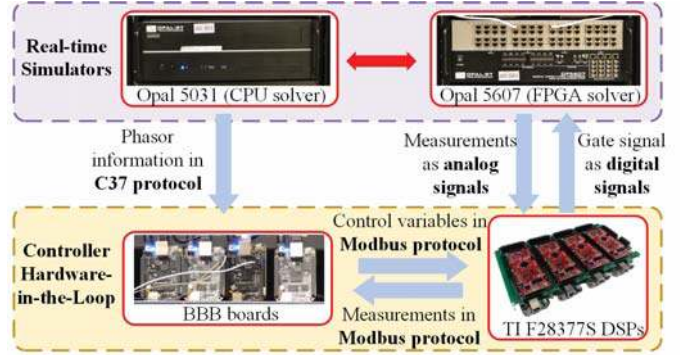 Real-time
Simulators
OPAL-RT
Opal 5031 (CPU solver)
Opal 5607 (FPGA solver)
Phasor
information in
C37 protocol
Measurements
as analog
signals
Gate signal
as digital
signals
Controller
Hardware-
in-the-Loop
BBB boards
Control variables in
Modbus protocol
Measurements in
Modbus protocol
TI F28377S DSPs